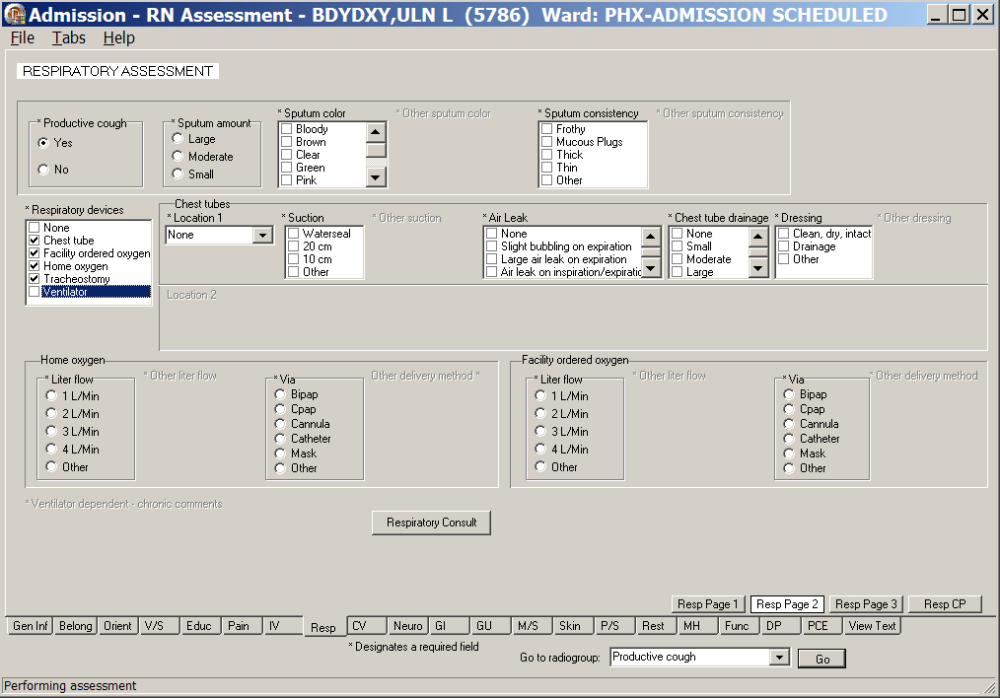 Admission - RN Assessment - BDYDXY,ULN L (5786) Ward: PHX-ADMISSION SCHEDULED
File Tabs Help
RESPIRATORY ASSESSMENT
* Productive cough
Yes
No
* Sputum amount
Large
Moderate
Small
* Sputum color
Bloody
Brown
Clear
Green
Pink
* Other sputum color
* Sputum consistency
Frothy
Mucous Plugs
Thick
Thin
Other
* Other sputum consistency
* Respiratory devices
None
Chest tube
Facility ordered oxygen
Home oxygen
Tracheostomy
Ventilator
Chest tubes
* Location 1
None
* Suction
Waterseal
20 cm
10 cm
Other
* Other suction
* Air Leak
None
Slight bubbling on expiration
Large air leak on expiration
Air leak on inspiration/expiratic
* Chest tube drainage
None
Small
Moderate
Large
* Dressing
Clean, dry, intact
Drainage
Other
* Other dressing
Location 2
Home oxygen
* Liter flow
1 L/Min
2 L/Min
3 L/Min
4 L/Min
Other
* Other liter flow
* Via
Bipap
Cpap
Cannula
Catheter
Mask
Other
Other delivery method *
Facility ordered oxygen
* Liter flow
1 L/Min
2 L/Min
3 L/Min
4 L/Min
Other
* Other liter flow
* Via
Bipap
Cpap
Cannula
Catheter
Mask
Other
* Other delivery method
* Ventilator dependent - chronic comments
Respiratory Consult
Resp Page 1 Resp Page 2 Resp Page 3 Resp CP
Gen Inf Belong Orient V/S Educ Pain IV Resp CV Neuro GI GU M/S Skin P/S Rest MH Func DP PCE View Text
* Designates a required field
Go to radiogroup: Productive cough Go
Performing assessment